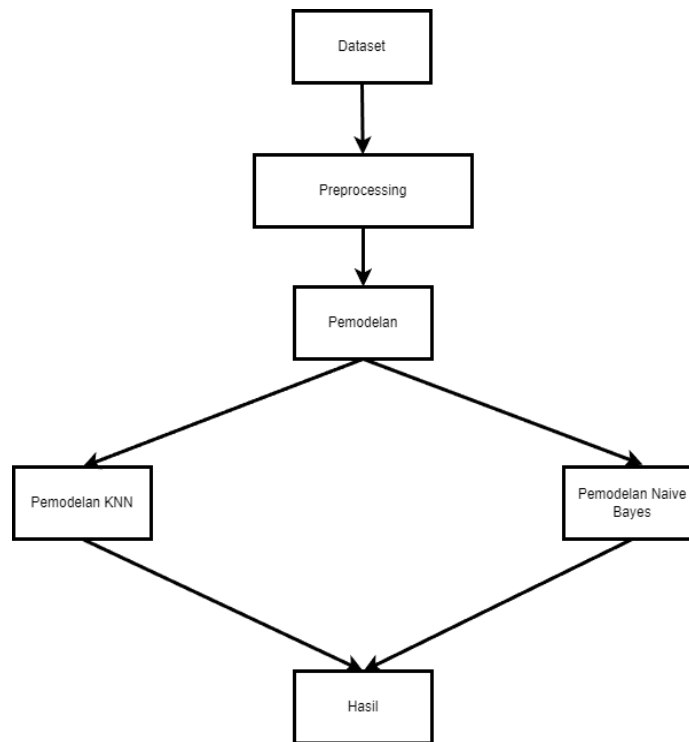 Dataset
Preprocessing
Pemodelan
Pemodelan KNN
Pemodelan Naive
Bayes
Hasil